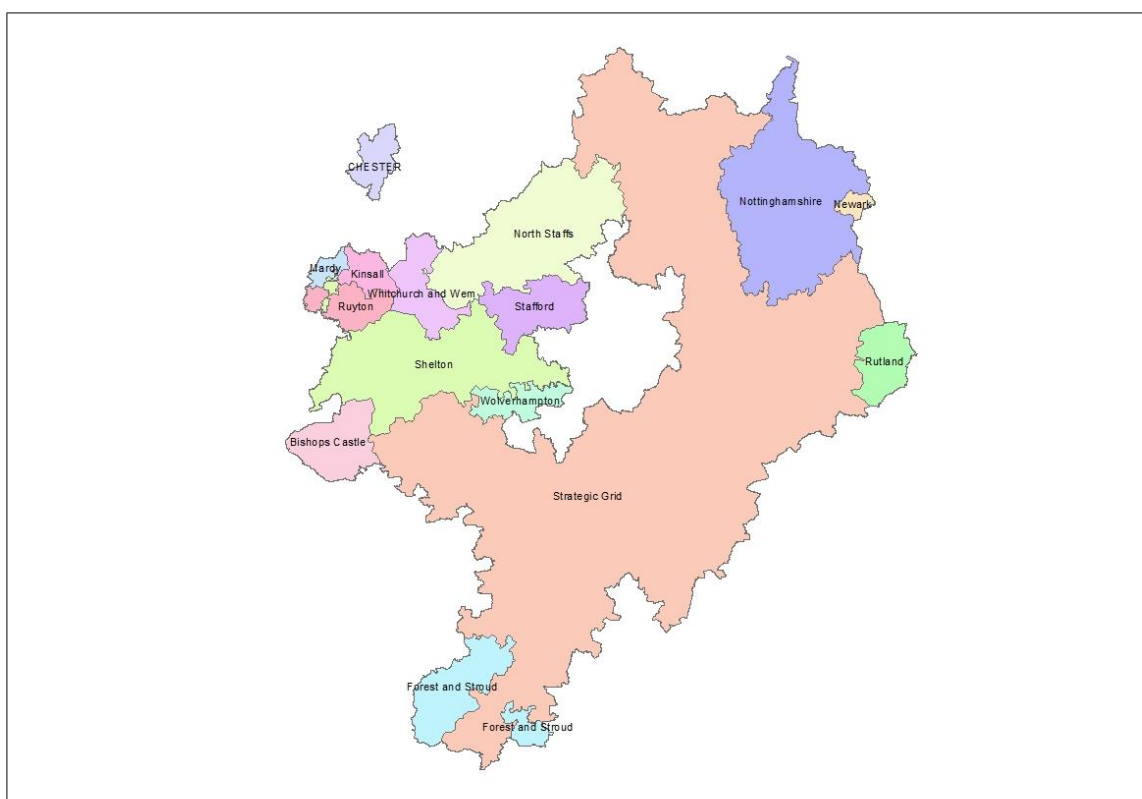 CHESTER
Nottinghamshire
Newark
North Staffs
Mardy
Kinsall
Whitchurch and Wem
Ruyton
Stafford
Shelton
Rutland
Wolverhampton
Bishops Castle
Strategic Grid
Forest and Stroud
Forest and Stroud